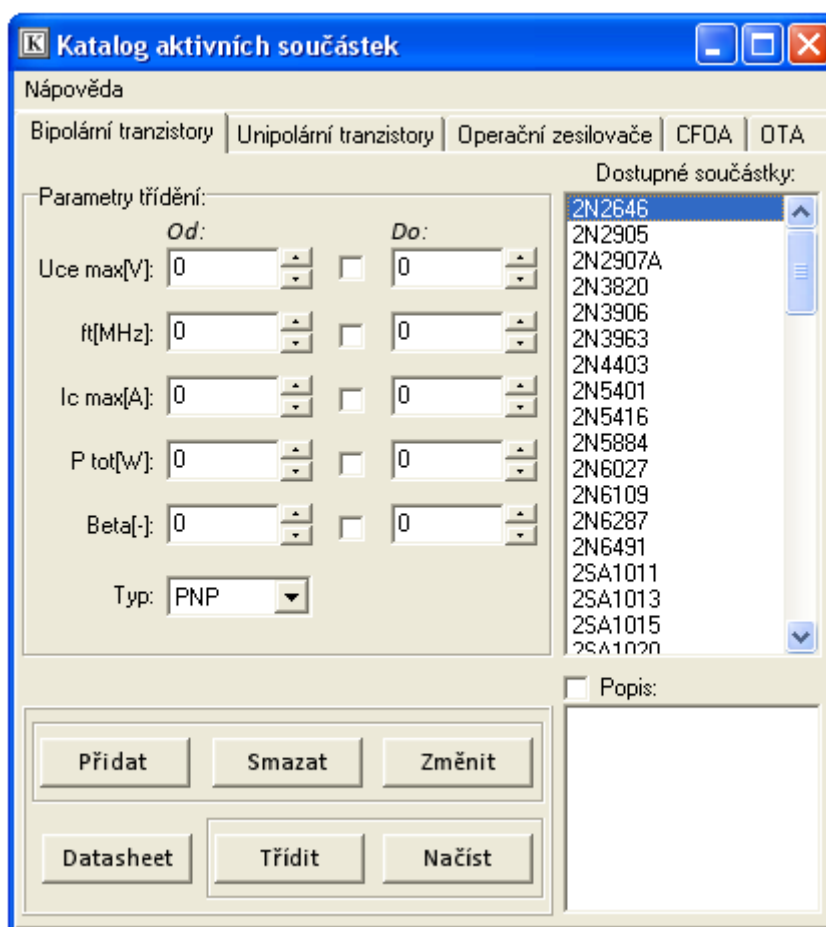 K Katalog aktivních součástek
Nápověda
Bipolární tranzistory Unipolární tranzistory Operační zesilovače CFOA OTA
Parametry třídění:
Od: Do:
Uce max[V]: 0 0
ft[MHz]: 0 0
Ic max[A]: 0 0
P tot[W]: 0 0
Beta[-]: 0 0
Typ: PNP
Dostupné součástky:
2N2646
2N2905
2N2907A
2N3820
2N3906
2N3963
2N4403
2N5401
2N5416
2N5884
2N6027
2N6109
2N6287
2N6491
2SA1011
2SA1013
2SA1015
2SA1020
Popis:
Přidat Smazat Změnit
Datasheet Třídit Načíst